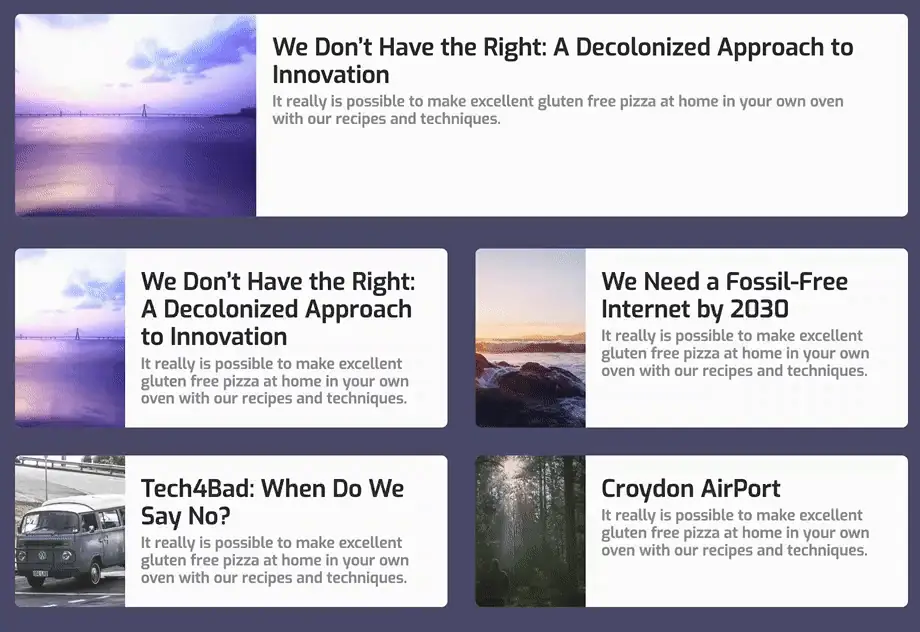 We Don't Have the Right: A Decolonized Approach to
Innovation
It really is possible to make excellent gluten free pizza at home in your own oven
with our recipes and techniques.
We Don't Have the Right:
A Decolonized Approach
to Innovation
It really is possible to make excellent
gluten free pizza at home in your own
oven with our recipes and techniques.
We Need a Fossil-Free
Internet by 2030
It really is possible to make excellent
gluten free pizza at home in your own
oven with our recipes and techniques.
Tech4Bad: When Do We
Say No?
It really is possible to make excellent
gluten free pizza at home in your own
oven with our recipes and techniques.
Croydon AirPort
It really is possible to make excellent
gluten free pizza at home in your own
oven with our recipes and techniques.